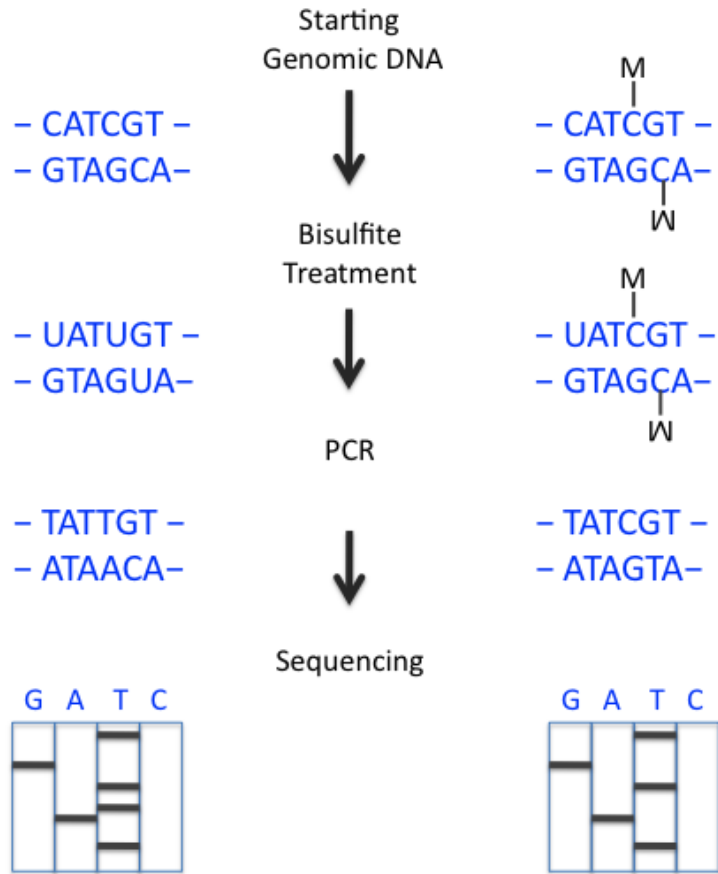 Starting
Genomic DNA
– CATCGT –
– GTAGCA–
M
– CATCGT –
– GTAGCA–
M
Bisulfite
Treatment
– UATUGT –
– GTAGUA–
M
– UATCGT –
– GTAGCA–
M
PCR
– TATTGT –
– ATAACA–
– TATCGT –
– ATAGTA–
Sequencing
G A T C
G A T C